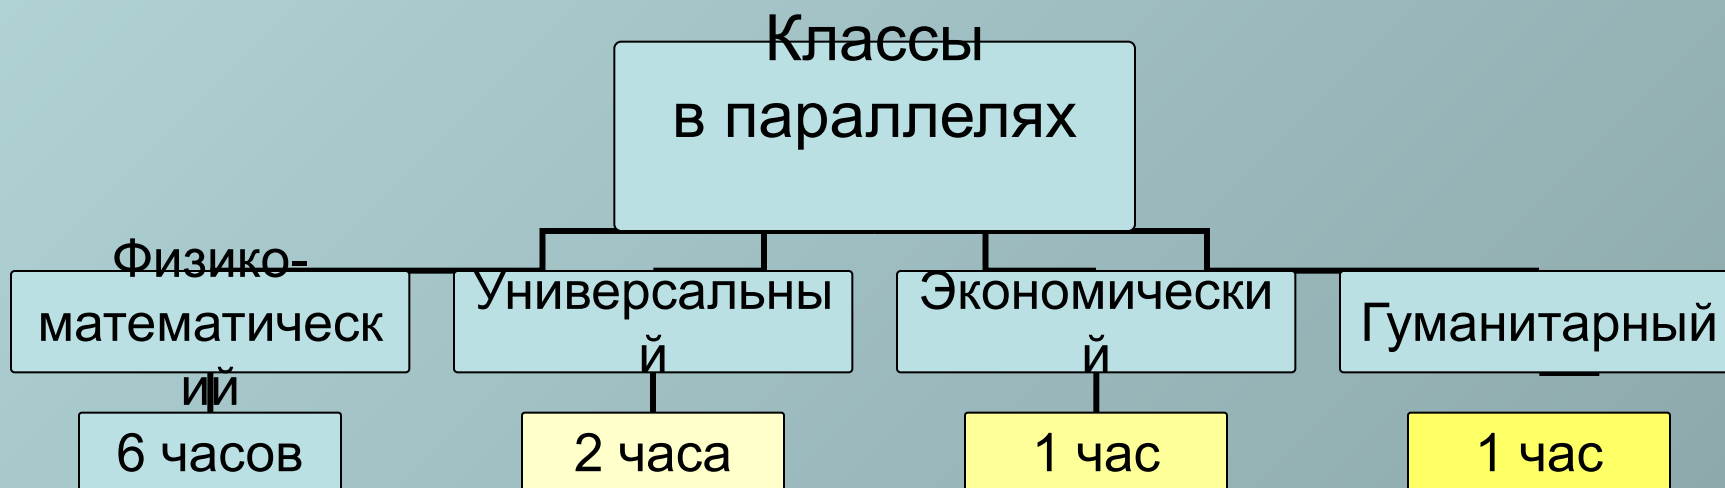 Классы
в параллелях
Физико-
математическ
ий
Универсальны
й
Экономически
й
Гуманитарный
6 часов
2 часа
1 час
1 час